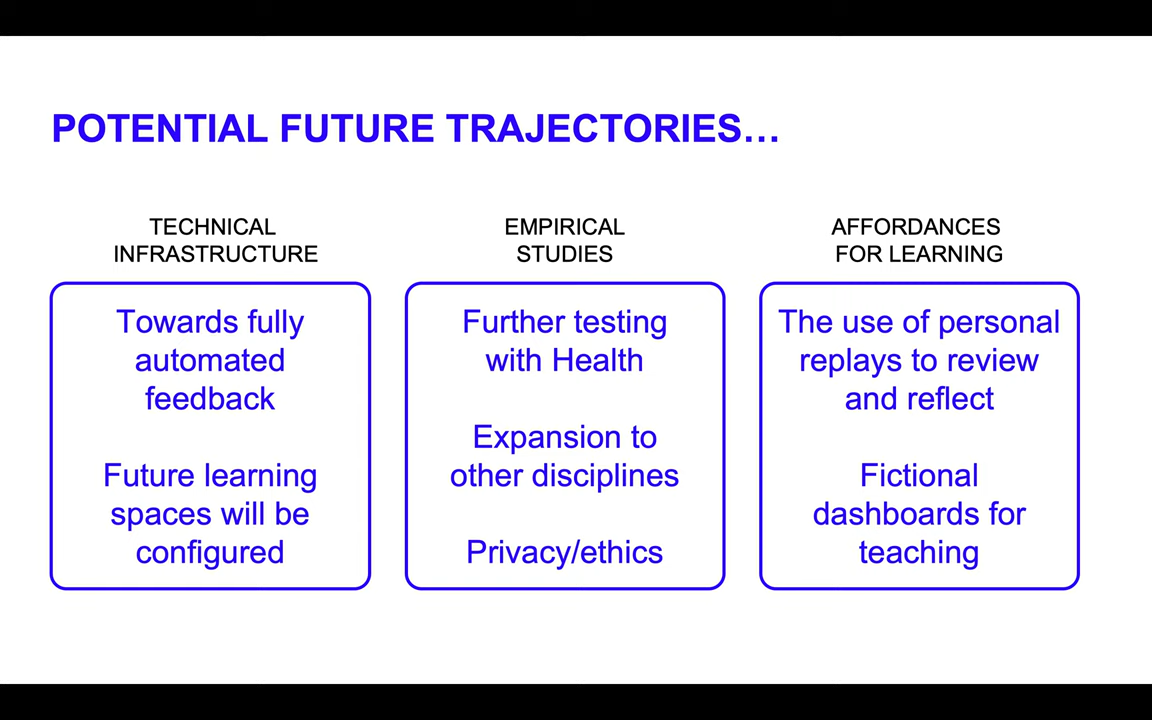 POTENTIAL FUTURE TRAJECTORIES…
TECHNICAL
INFRASTRUCTURE
Towards fully
automated
feedback
Future learning
spaces will be
configured
EMPIRICAL
STUDIES
Further testing
with Health
Expansion to
other disciplines
Privacy/ethics
AFFORDANCES
FOR LEARNING
The use of personal
replays to review
and reflect
Fictional
dashboards for
teaching